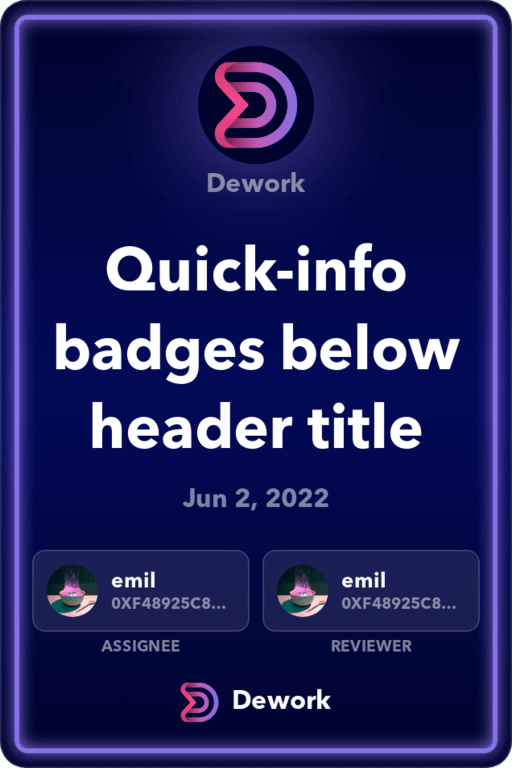 Dework
Quick-info
badges below
header title
Jun 2, 2022
emil
0XF48925C8...
ASSIGNEE
emil
0XF48925C8...
REVIEWER
Dework